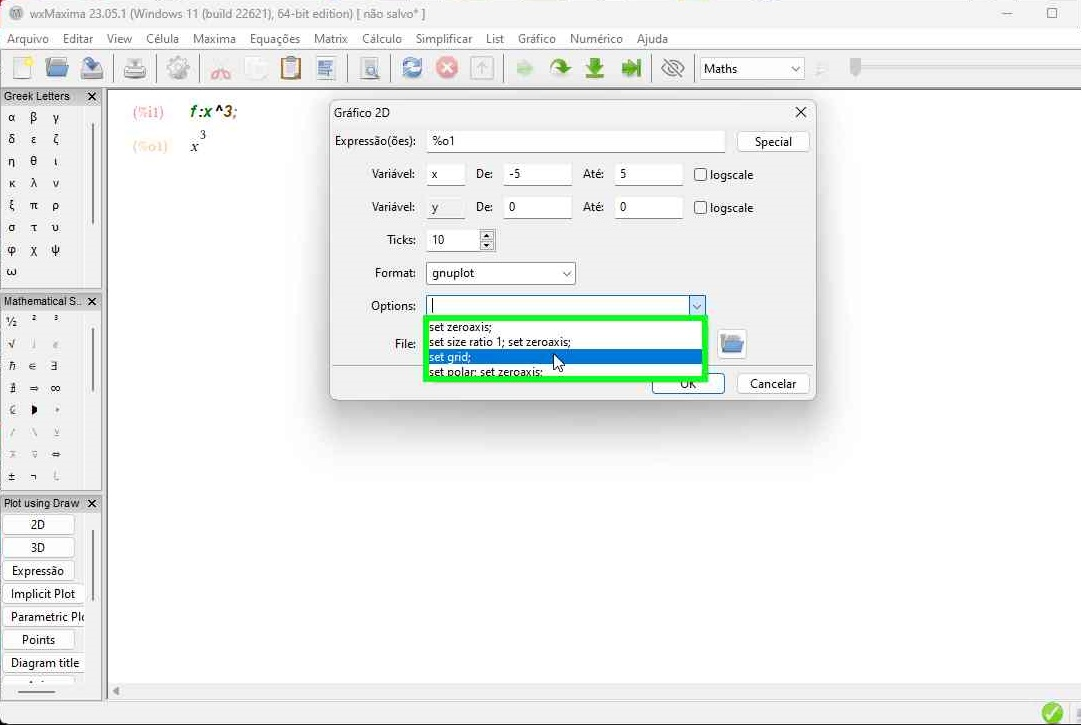 wxMaxima 23.05.1 (Windows 11 (build 22621), 64-bit edition) [ não salvo* ]
Arquivo Editar View Célula Maxima Equações Matrix Cálculo Simplificar List Gráfico Numérico Ajuda
Maths
Greek Letters
α β γ
δ ε ζ
η θ ι
κ λ ν
ξ π ρ
σ τ υ
φ χ ψ
ω
Mathematical S..
½ ² ³
√
ℏ ∈ ∃
∄ ⇒ ∞
± ¬
Plot using Draw
2D
3D
Expressão
Implicit Plot
Parametric Plo
Points
Diagram title
(%i1) f:x^3;
(%o1) x³
Gráfico 2D
Expressão(ões): %o1 Special
Variável: x De: -5 Até: 5 logscale
Variável: y De: 0 Até: 0 logscale
Ticks: 10
Format: gnuplot
Options:
set zeroaxis;
set size ratio 1; set zeroaxis;
set grid;
set polar; set zeroaxis;
File:
OK Cancelar